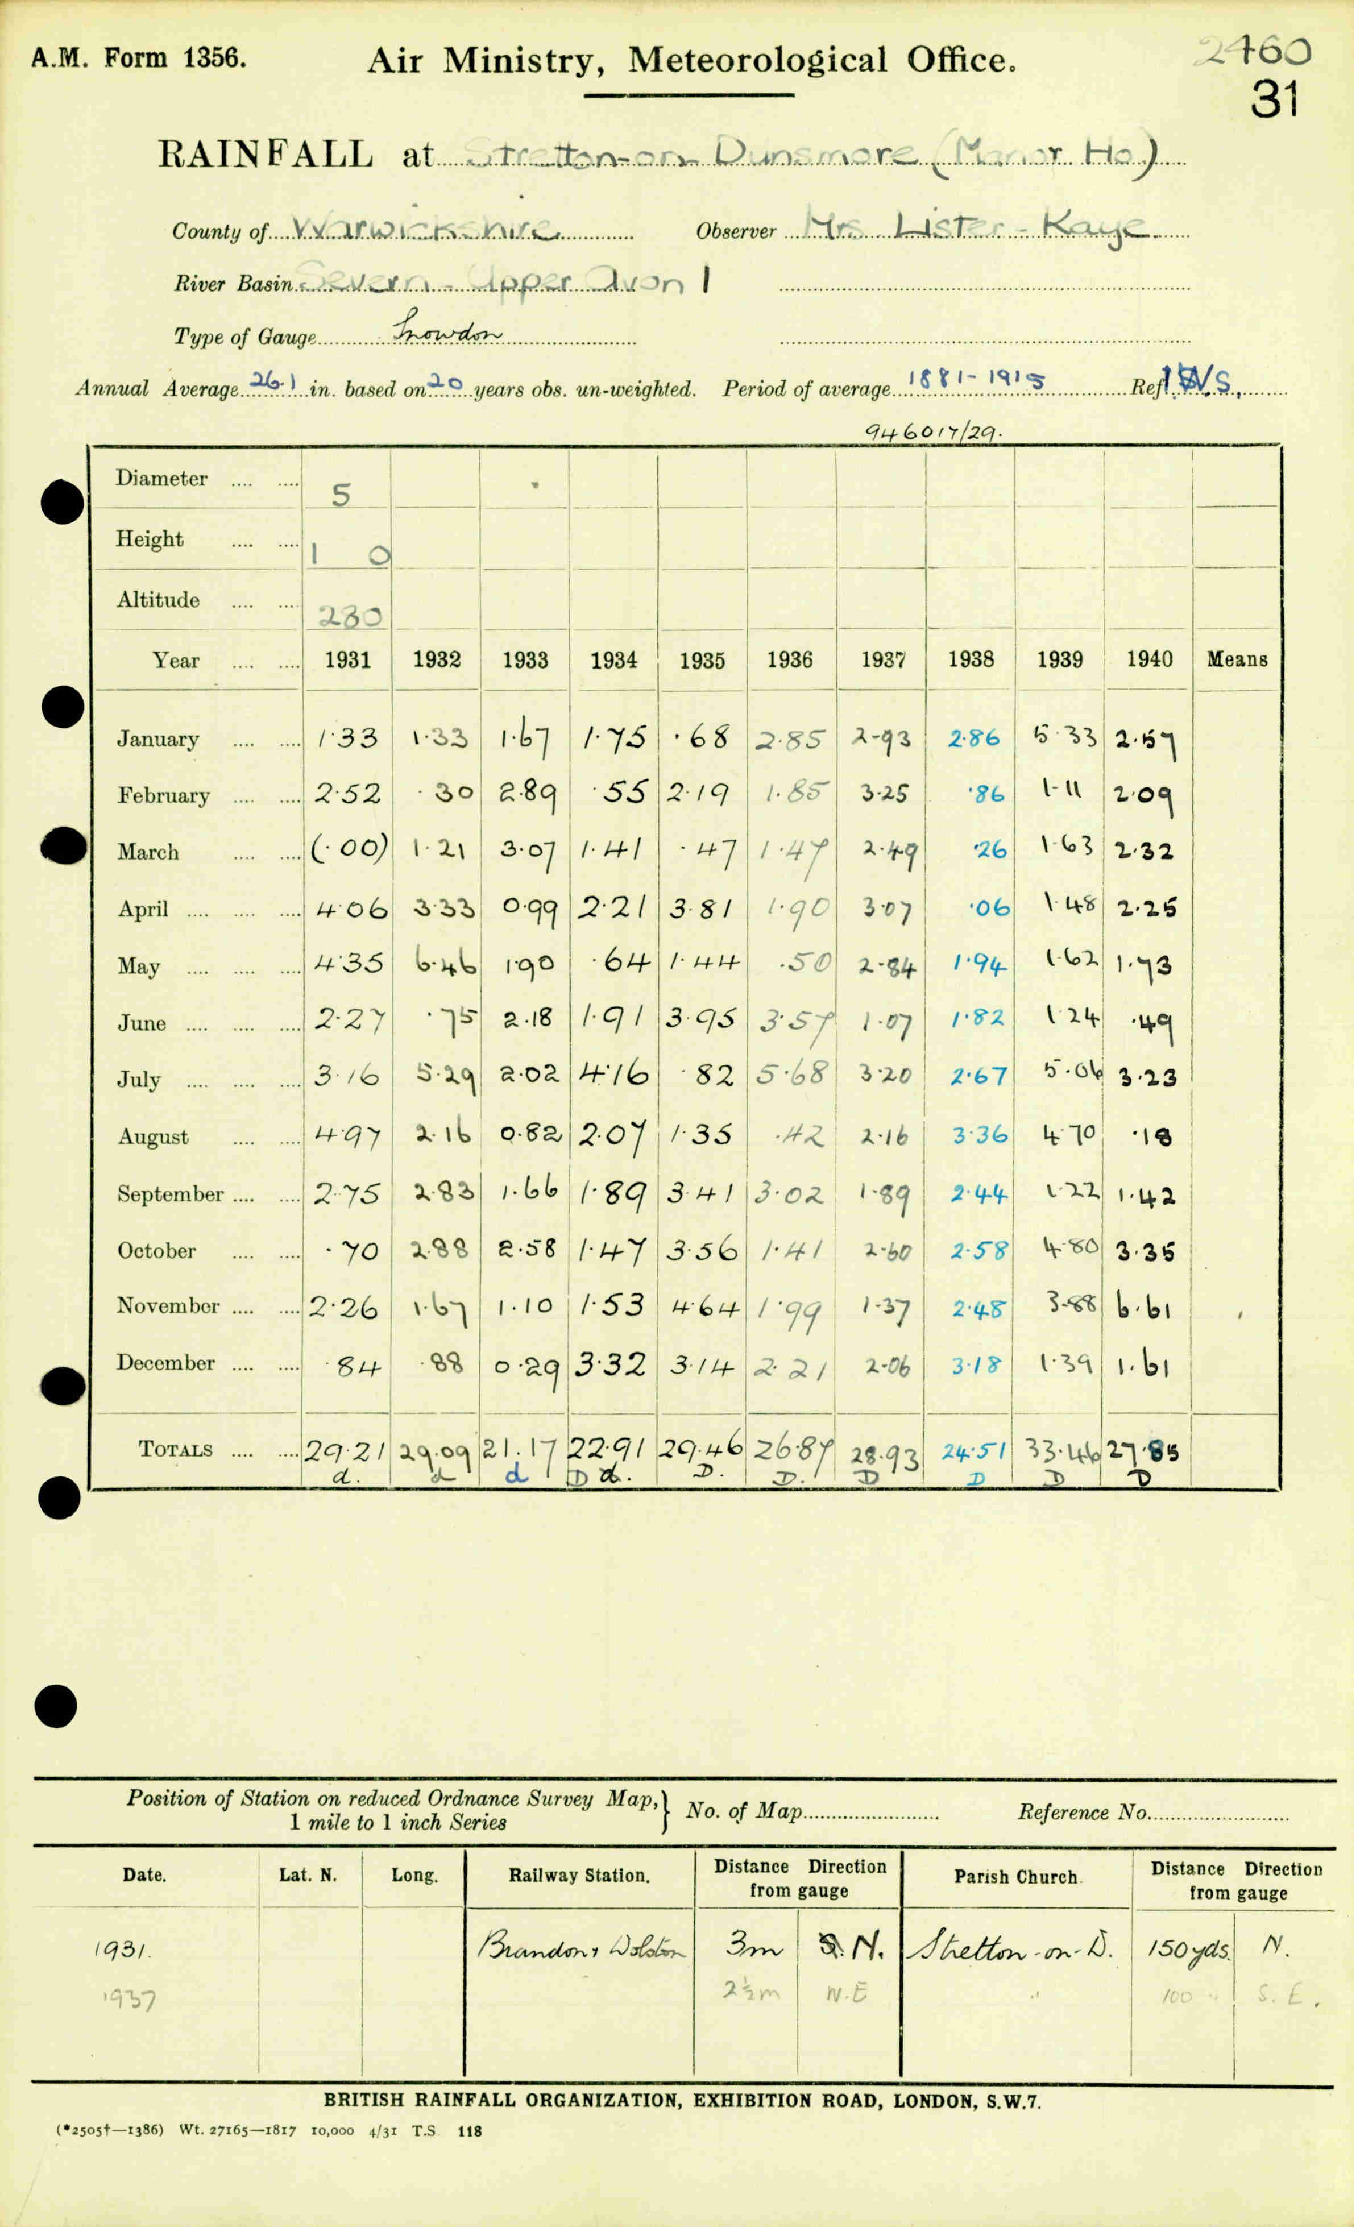 A.M. Form 1356.
Air Ministry, Meteorological Office.
2460
31
RAINFALL at Stretton-on-Dunsmore (Manor Ho.)
County of Warwickshire Observer Mrs Lister-Kaye
River Basin Severn - Upper Avon 1
Type of Gauge Snowdon
Annual Average 26.1 in. based on 20 years obs. un-weighted. Period of average 1881-1915 Ref W.S.
946017/29.
Diameter 5
Height 1 0
Altitude 280
Year 1931 1932 1933 1934 1935 1936 1937 1938 1939 1940 Means
January 1.33 1.33 1.67 1.75 .68 2.85 2.93 2.86 5.33 2.57
February 2.52 .30 2.89 .55 2.19 1.85 3.25 .86 1.11 2.09
March (.00) 1.21 3.07 1.41 .47 1.47 2.49 .26 1.63 2.32
April 4.06 3.33 0.99 2.21 3.81 1.90 3.07 .06 1.48 2.25
May 4.35 6.46 1.90 .64 1.44 .50 2.84 1.94 1.62 1.73
June 2.27 .75 2.18 1.91 3.95 3.57 1.07 1.82 1.24 .49
July 3.16 5.29 2.02 4.16 .82 5.68 3.20 2.67 5.06 3.23
August 4.97 2.16 0.82 2.07 1.35 .42 2.16 3.36 4.70 .18
September 2.75 2.83 1.66 1.89 3.41 3.02 1.89 2.44 1.22 1.42
October .70 2.88 2.58 1.47 3.56 1.41 2.60 2.58 4.80 3.35
November 2.26 1.67 1.10 1.53 4.64 1.99 1.37 2.48 3.88 6.61
December .84 .88 0.29 3.32 3.14 2.21 2.06 3.18 1.39 1.61
TOTALS 29.21 29.09 21.17 22.91 29.46 26.87 28.93 24.51 33.46 27.85
d. d d D d. D. D. D D D D
Position of Station on reduced Ordnance Survey Map, 1 mile to 1 inch Series } No. of Map Reference No.
Date. Lat. N. Long. Railway Station. Distance Direction from gauge Parish Church Distance Direction from gauge
1931. Brandon & Wolston 3m N. Stretton-on-D. 150 yds N.
1937 2½m N.E " 100 " S.E.
BRITISH RAINFALL ORGANIZATION, EXHIBITION ROAD, LONDON, S.W.7.
(*2505†—1386) Wt. 27165—1817 10,000 4/31 T.S 118